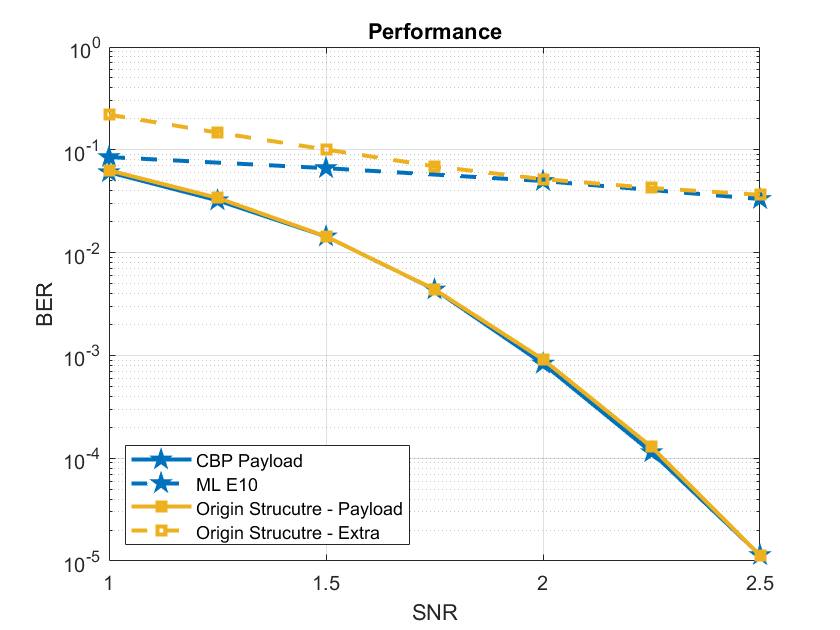 Performance
10^0
10^-1
10^-2
10^-3
10^-4
10^-5
BER
CBP Payload
ML E10
Origin Strucutre - Payload
Origin Strucutre - Extra
1 1.5 2 2.5
SNR